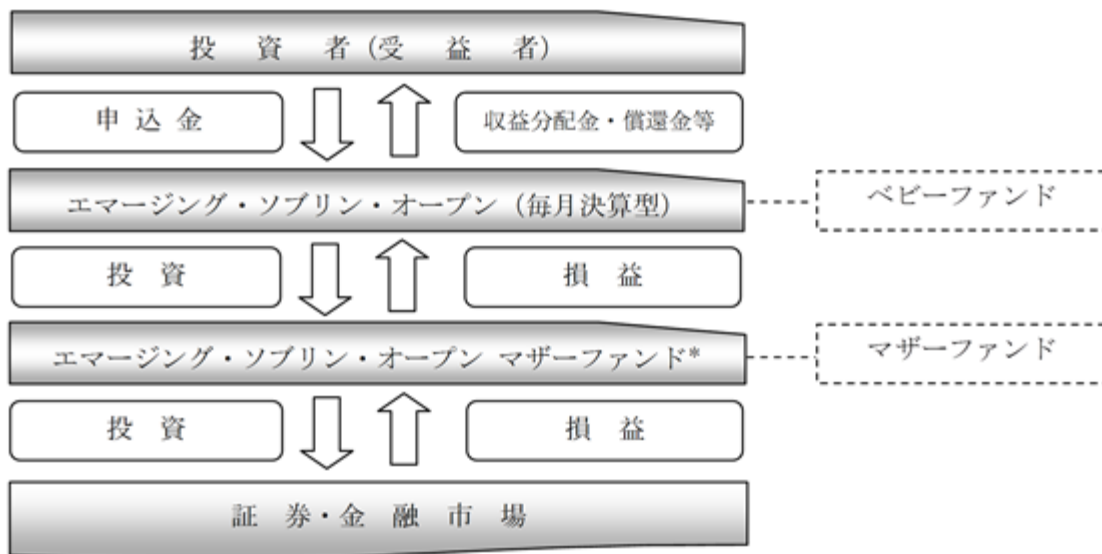 投資者(受益者)
申込金
収益分配金・償還金等
エマージング・ソブリン・オープン(毎月決算型)
ベビーファンド
投資
損益
エマージング・ソブリン・オープン マザーファンド*
マザーファンド
投資
損益
証券・金融市場